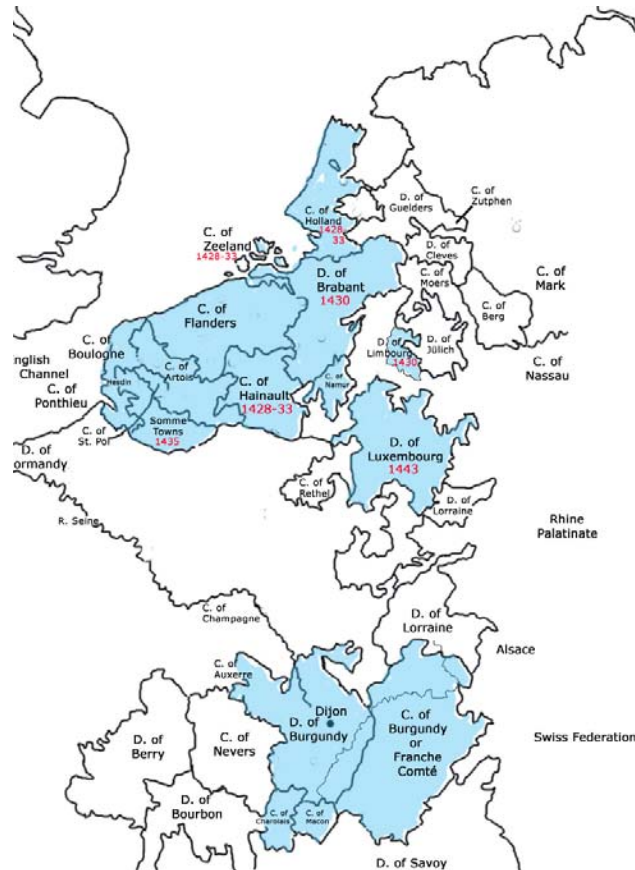 C. of
Holland
1428-
33
D. of
Guelders
C. of
Zutphen
C. of
Zeeland
1428-33
D. of
Cleves
C. of
Moers
C. of
Mark
D. of
Brabant
1430
C. of
Berg
C. of
Flanders
D. of
Limbourg
1430
D. of
Jülich
C. of
Nassau
C. of
Boulogne
nglish
Channel
C. of
Ponthieu
Hesdin
C. of
Artois
C. of
Hainault
1428-33
C. of
Namur
C. of
St. Pol
Somme
Towns
1435
D. of
ormandy
D. of
Luxembourg
1443
C. of
Rethel
D. of
Lorraine
R. Seine
Rhine
Palatinate
C. of
Champagne
D. of
Lorraine
Alsace
C. of
Auxerre
Dijon
D. of
Burgundy
C. of
Burgundy
or
Franche
Comté
Swiss Federation
D. of
Berry
C. of
Nevers
D. of
Bourbon
C. of
Charolais
C. of
Macon
D. of Savoy